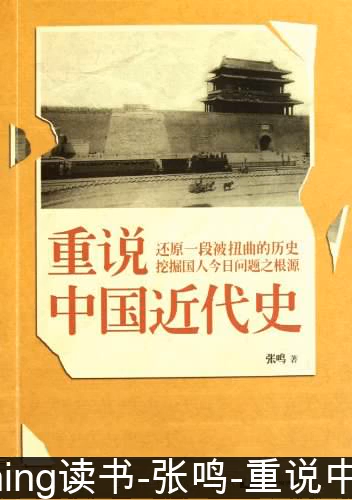 重说
还原一段被扭曲的历史
挖掘国人今日问题之根源
中国近代史
张鸣 著
ning读书-张鸣-重说中